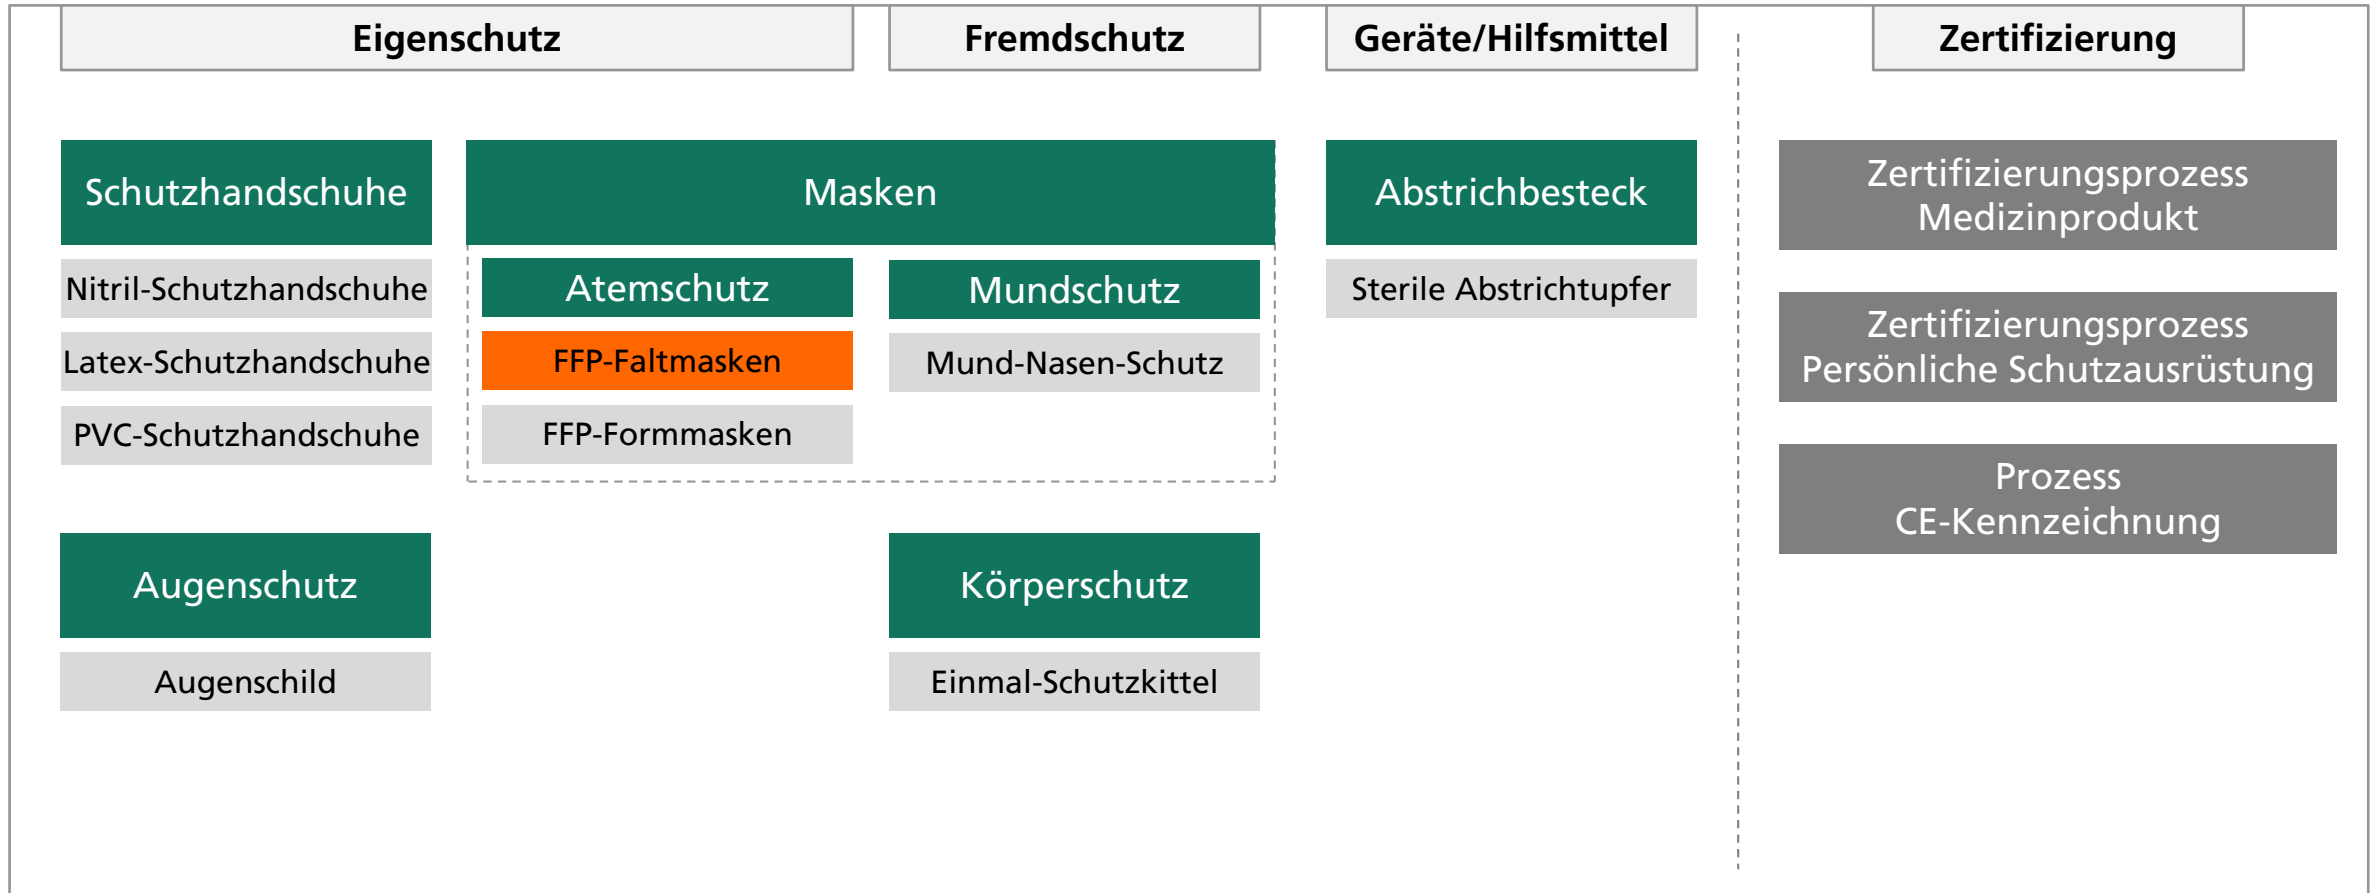 Eigenschutz
Fremdschutz
Geräte/Hilfsmittel
Zertifizierung
Schutzhandschuhe
Nitril-Schutzhandschuhe
Latex-Schutzhandschuhe
PVC-Schutzhandschuhe
Masken
Atemschutz
FFP-Faltmasken
FFP-Formmasken
Mundschutz
Mund-Nasen-Schutz
Abstrichbesteck
Sterile Abstrichtupfer
Augenschutz
Augenschild
Körperschutz
Einmal-Schutzkittel
Zertifizierungsprozess
Medizinprodukt
Zertifizierungsprozess
Persönliche Schutzausrüstung
Prozess
CE-Kennzeichnung